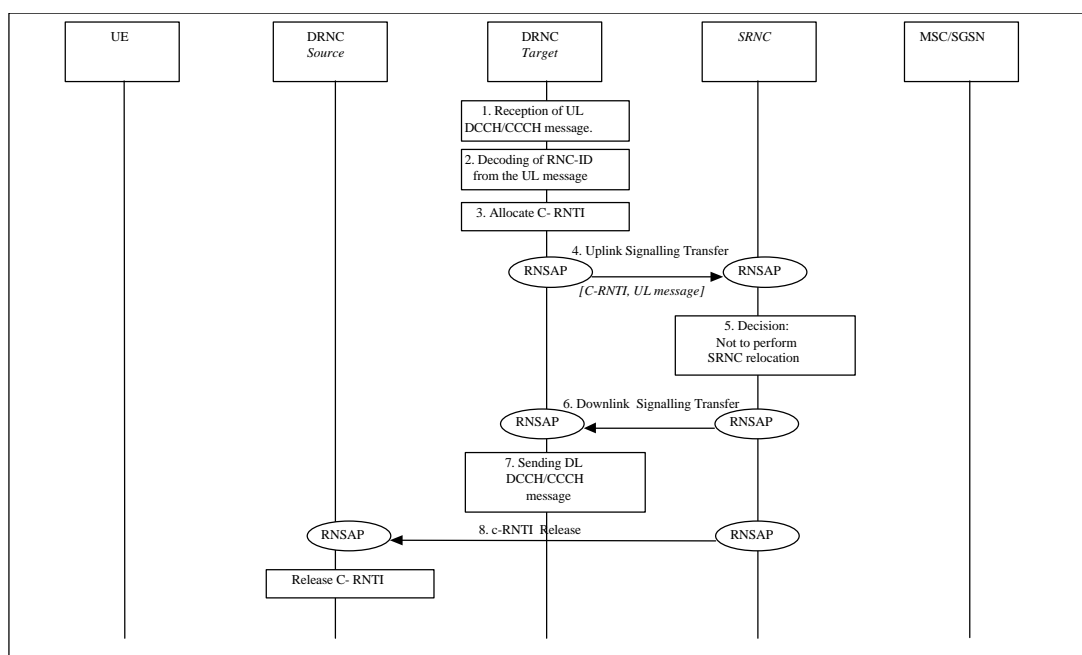 UE
DRNC
Source
DRNC
Target
SRNC
MSC/SGSN
1. Reception of UL
DCCH/CCCH message.
2. Decoding of RNC-ID
from the UL message
3. Allocate C- RNTI
4. Uplink Signalling Transfer
RNSAP
RNSAP
[C-RNTI, UL message]
5. Decision:
Not to perform
SRNC relocation
6. Downlink Signalling Transfer
RNSAP
RNSAP
7. Sending DL
DCCH/CCCH
message
8. c-RNTI Release
RNSAP
RNSAP
Release C- RNTI